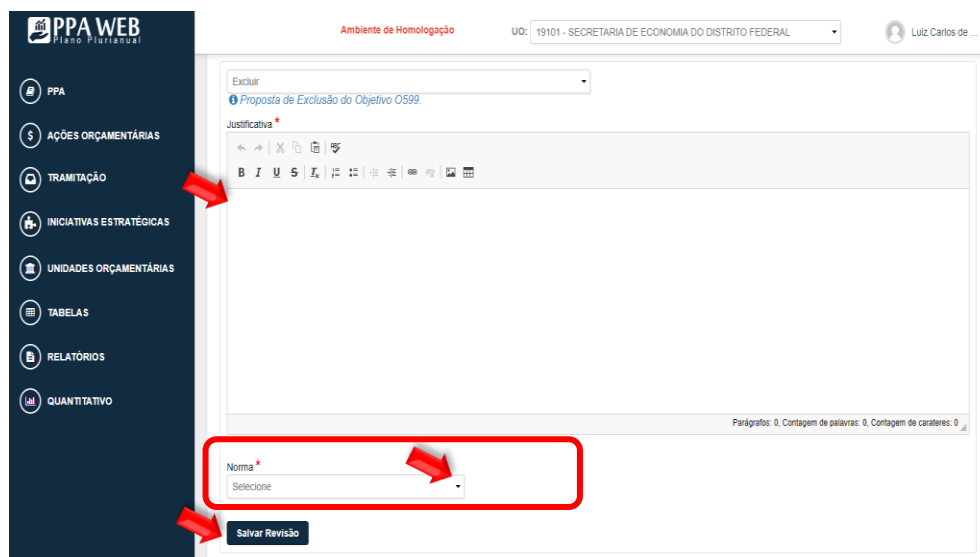 PPA WEB
Plano Plurianual
Ambiente de Homologação
UO:
19101 - SECRETARIA DE ECONOMIA DO DISTRITO FEDERAL
Luiz Carlos de ...
PPA
AÇÕES ORÇAMENTÁRIAS
TRAMITAÇÃO
INICIATIVAS ESTRATÉGICAS
UNIDADES ORÇAMENTÁRIAS
TABELAS
RELATÓRIOS
QUANTITATIVO
Excluir
Proposta de Exclusão do Objetivo O599.
Justificativa *
B I U S Ix
Parágrafos: 0, Contagem de palavras: 0, Contagem de carateres: 0
Norma *
Selecione
Salvar Revisão